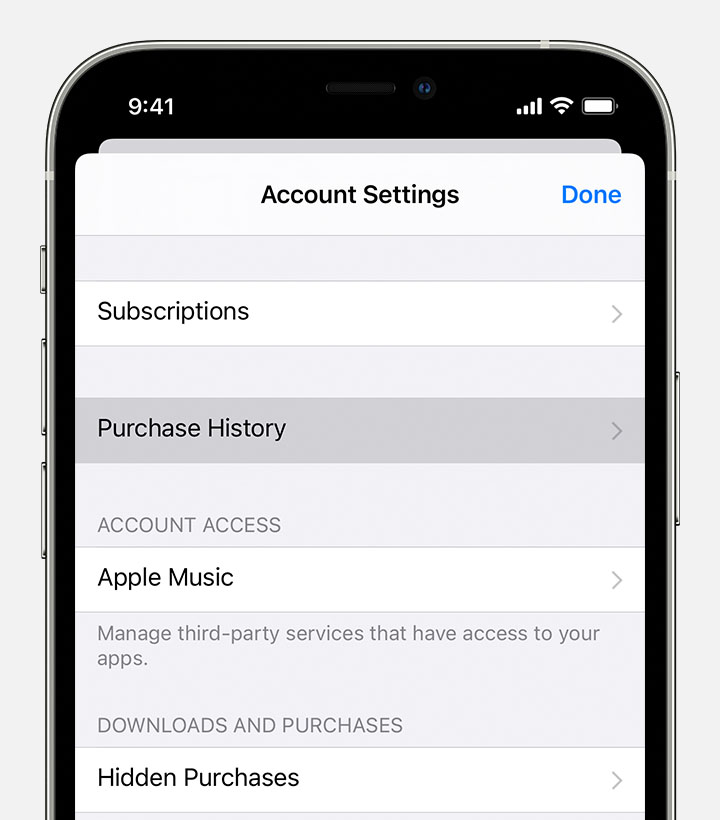 9:41
Account Settings
Done
Subscriptions
Purchase History
ACCOUNT ACCESS
Apple Music
Manage third-party services that have access to your
apps.
DOWNLOADS AND PURCHASES
Hidden Purchases